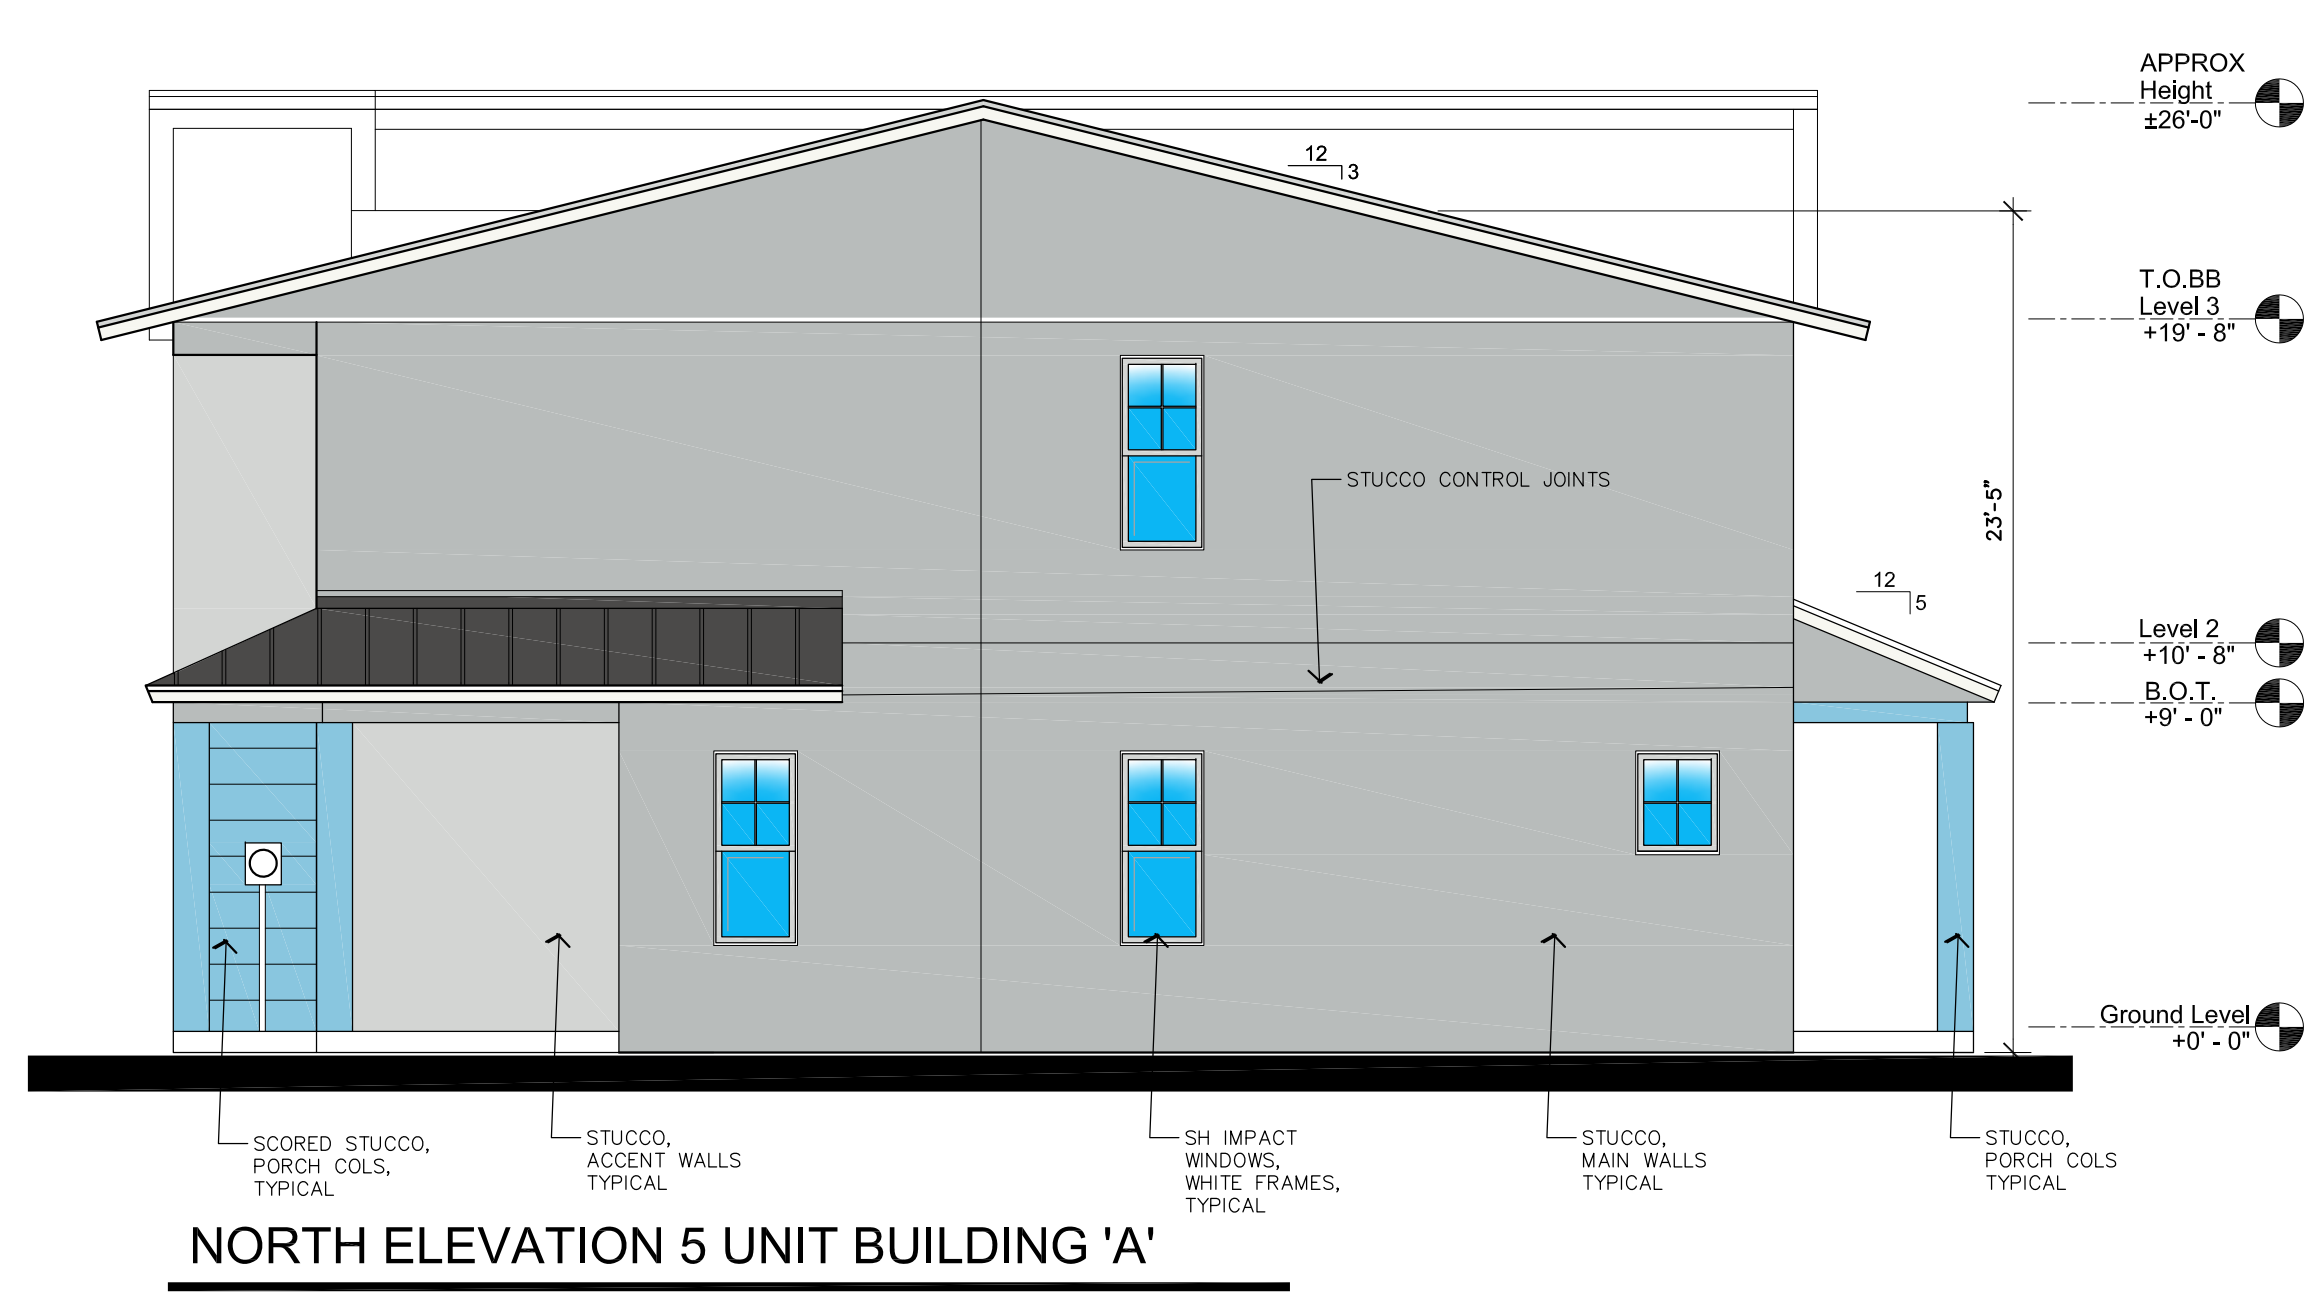 APPROX
Height
±26'-0"
12
3
T.O.BB
Level 3
+19' - 8"
STUCCO CONTROL JOINTS
23'-5"
12
5
Level 2
+10' - 8"
B.O.T.
+9' - 0"
Ground Level
+0' - 0"
SCORED STUCCO,
PORCH COLS,
TYPICAL
STUCCO,
ACCENT WALLS
TYPICAL
SH IMPACT
WINDOWS,
WHITE FRAMES,
TYPICAL
STUCCO,
MAIN WALLS
TYPICAL
STUCCO,
PORCH COLS
TYPICAL
NORTH ELEVATION 5 UNIT BUILDING 'A'